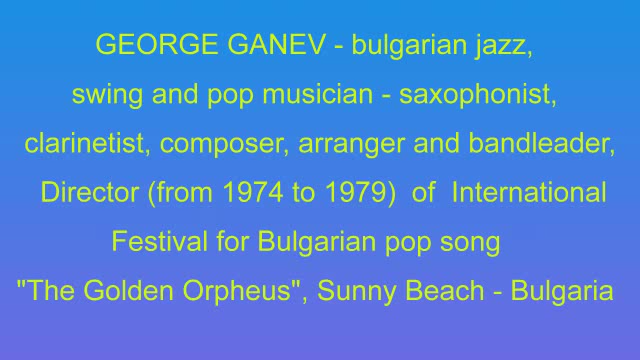 GEORGE GANEV - bulgarian jazz,
swing and pop musician - saxophonist,
clarinetist, composer, arranger and bandleader,
Director (from 1974 to 1979)  of  International
Festival for Bulgarian pop song
"The Golden Orpheus", Sunny Beach - Bulgaria